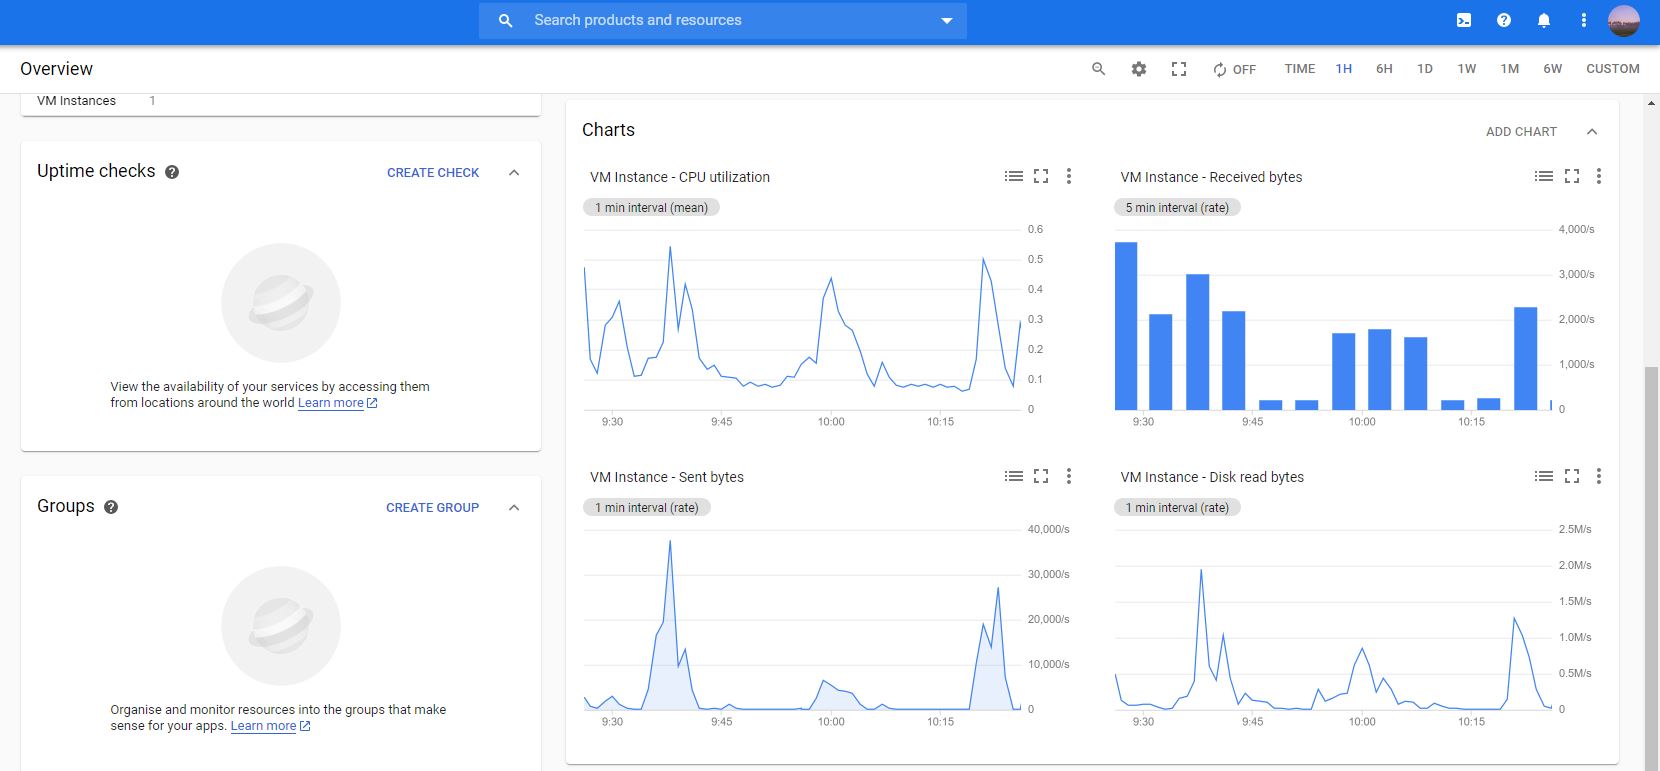 Search products and resources
Overview
OFF TIME 1H 6H 1D 1W 1M 6W CUSTOM
VM Instances 1
Uptime checks
CREATE CHECK
View the availability of your services by accessing them
from locations around the world Learn more
Groups
CREATE GROUP
Organise and monitor resources into the groups that make
sense for your apps. Learn more
Charts
ADD CHART
VM Instance - CPU utilization
1 min interval (mean)
0.6
0.5
0.4
0.3
0.2
0.1
0
9:30 9:45 10:00 10:15
VM Instance - Received bytes
5 min interval (rate)
4,000/s
3,000/s
2,000/s
1,000/s
0
9:30 9:45 10:00 10:15
VM Instance - Sent bytes
1 min interval (rate)
40,000/s
30,000/s
20,000/s
10,000/s
0
9:30 9:45 10:00 10:15
VM Instance - Disk read bytes
1 min interval (rate)
2.5M/s
2.0M/s
1.5M/s
1.0M/s
0.5M/s
0
9:30 9:45 10:00 10:15